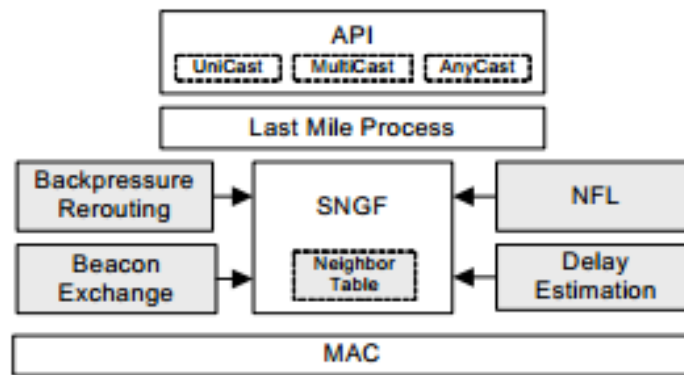 API
UniCast
MultiCast
AnyCast
Last Mile Process
Backpressure
Rerouting
SNGF
NFL
Beacon
Exchange
Neighbor
Table
Delay
Estimation
MAC